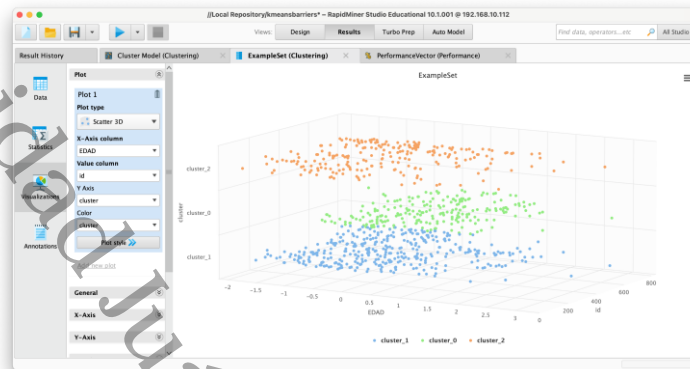 //Local Repository/kmeansbarriers* – RapidMiner Studio Educational 10.1.001 @ 192.168.10.112
Views: Design Results Turbo Prep Auto Model Find data, operators...etc All Studio
Result History Cluster Model (Clustering) ExampleSet (Clustering) PerformanceVector (Performance)
Data
Statistics
Visualizations
Annotations
Plot
Plot 1
Plot type
Scatter 3D
X-Axis column
EDAD
Value column
id
Y Axis
cluster
Color
cluster
Plot style
Add new plot
General
X-Axis
Y-Axis
ExampleSet
cluster_2
cluster_0
cluster_1
cluster
-2 -1.5 -1 -0.5 0 0.5 1 1.5 2 2.5 3
EDAD
0 200 400 600 800
id
cluster_1 cluster_0 cluster_2